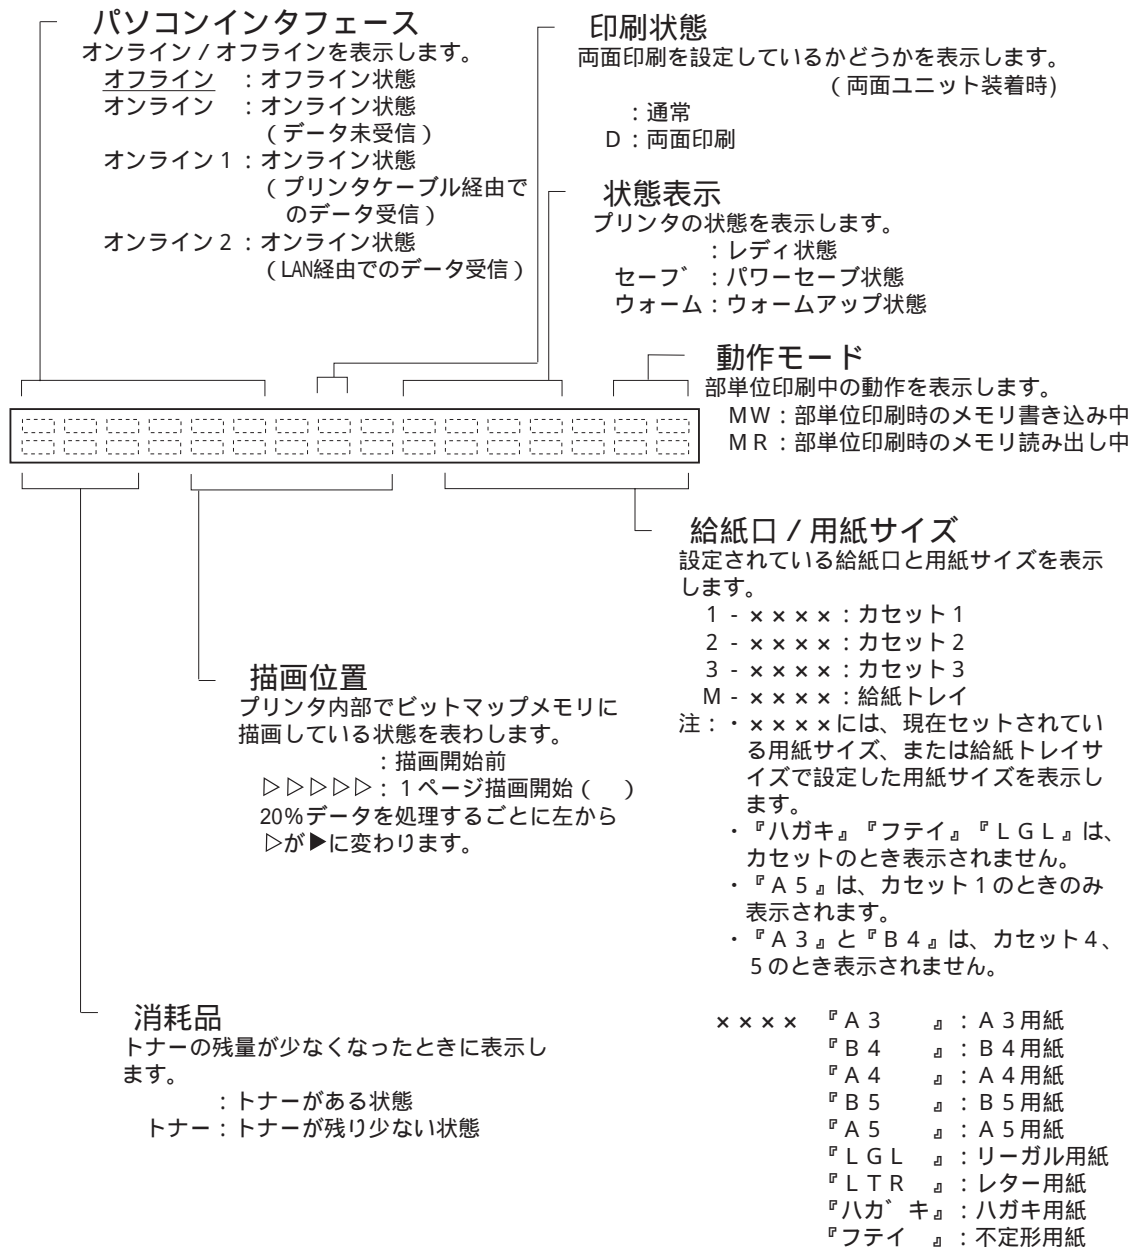 パソコンインタフェース
オンライン/オフラインを表示します。
オフライン :オフライン状態
オンライン :オンライン状態
(データ未受信)
オンライン1:オンライン状態
(プリンタケーブル経由で
のデータ受信)
オンライン2:オンライン状態
(LAN経由でのデータ受信)
印刷状態
両面印刷を設定しているかどうかを表示します。
(両面ユニット装着時)
:通常
D:両面印刷
状態表示
プリンタの状態を表示します。
:レディ状態
セーブ :パワーセーブ状態
ウォーム:ウォームアップ状態
動作モード
部単位印刷中の動作を表示します。
MW:部単位印刷時のメモリ書き込み中
MR:部単位印刷時のメモリ読み出し中
給紙口/用紙サイズ
設定されている給紙口と用紙サイズを表示
します。
1-××××:カセット1
2-××××:カセット2
3-××××:カセット3
M-××××:給紙トレイ
注:・××××には、現在セットされてい
る用紙サイズ、または給紙トレイサ
イズで設定した用紙サイズを表示し
ます。
・『ハガキ』『フテイ』『LGL』は、
カセットのとき表示されません。
・『A5』は、カセット1のときのみ
表示されます。
・『A3』と『B4』は、カセット4、
5のとき表示されません。
×××× 『A3 』:A3用紙
『B4 』:B4用紙
『A4 』:A4用紙
『B5 』:B5用紙
『A5 』:A5用紙
『LGL 』:リーガル用紙
『LTR 』:レター用紙
『ハガキ』:ハガキ用紙
『フテイ 』:不定形用紙
描画位置
プリンタ内部でビットマップメモリに
描画している状態を表わします。
:描画開始前
▷▷▷▷▷:1ページ描画開始( )
20%データを処理するごとに左から
▷が▶に変わります。
消耗品
トナーの残量が少なくなったときに表示し
ます。
:トナーがある状態
トナー:トナーが残り少ない状態